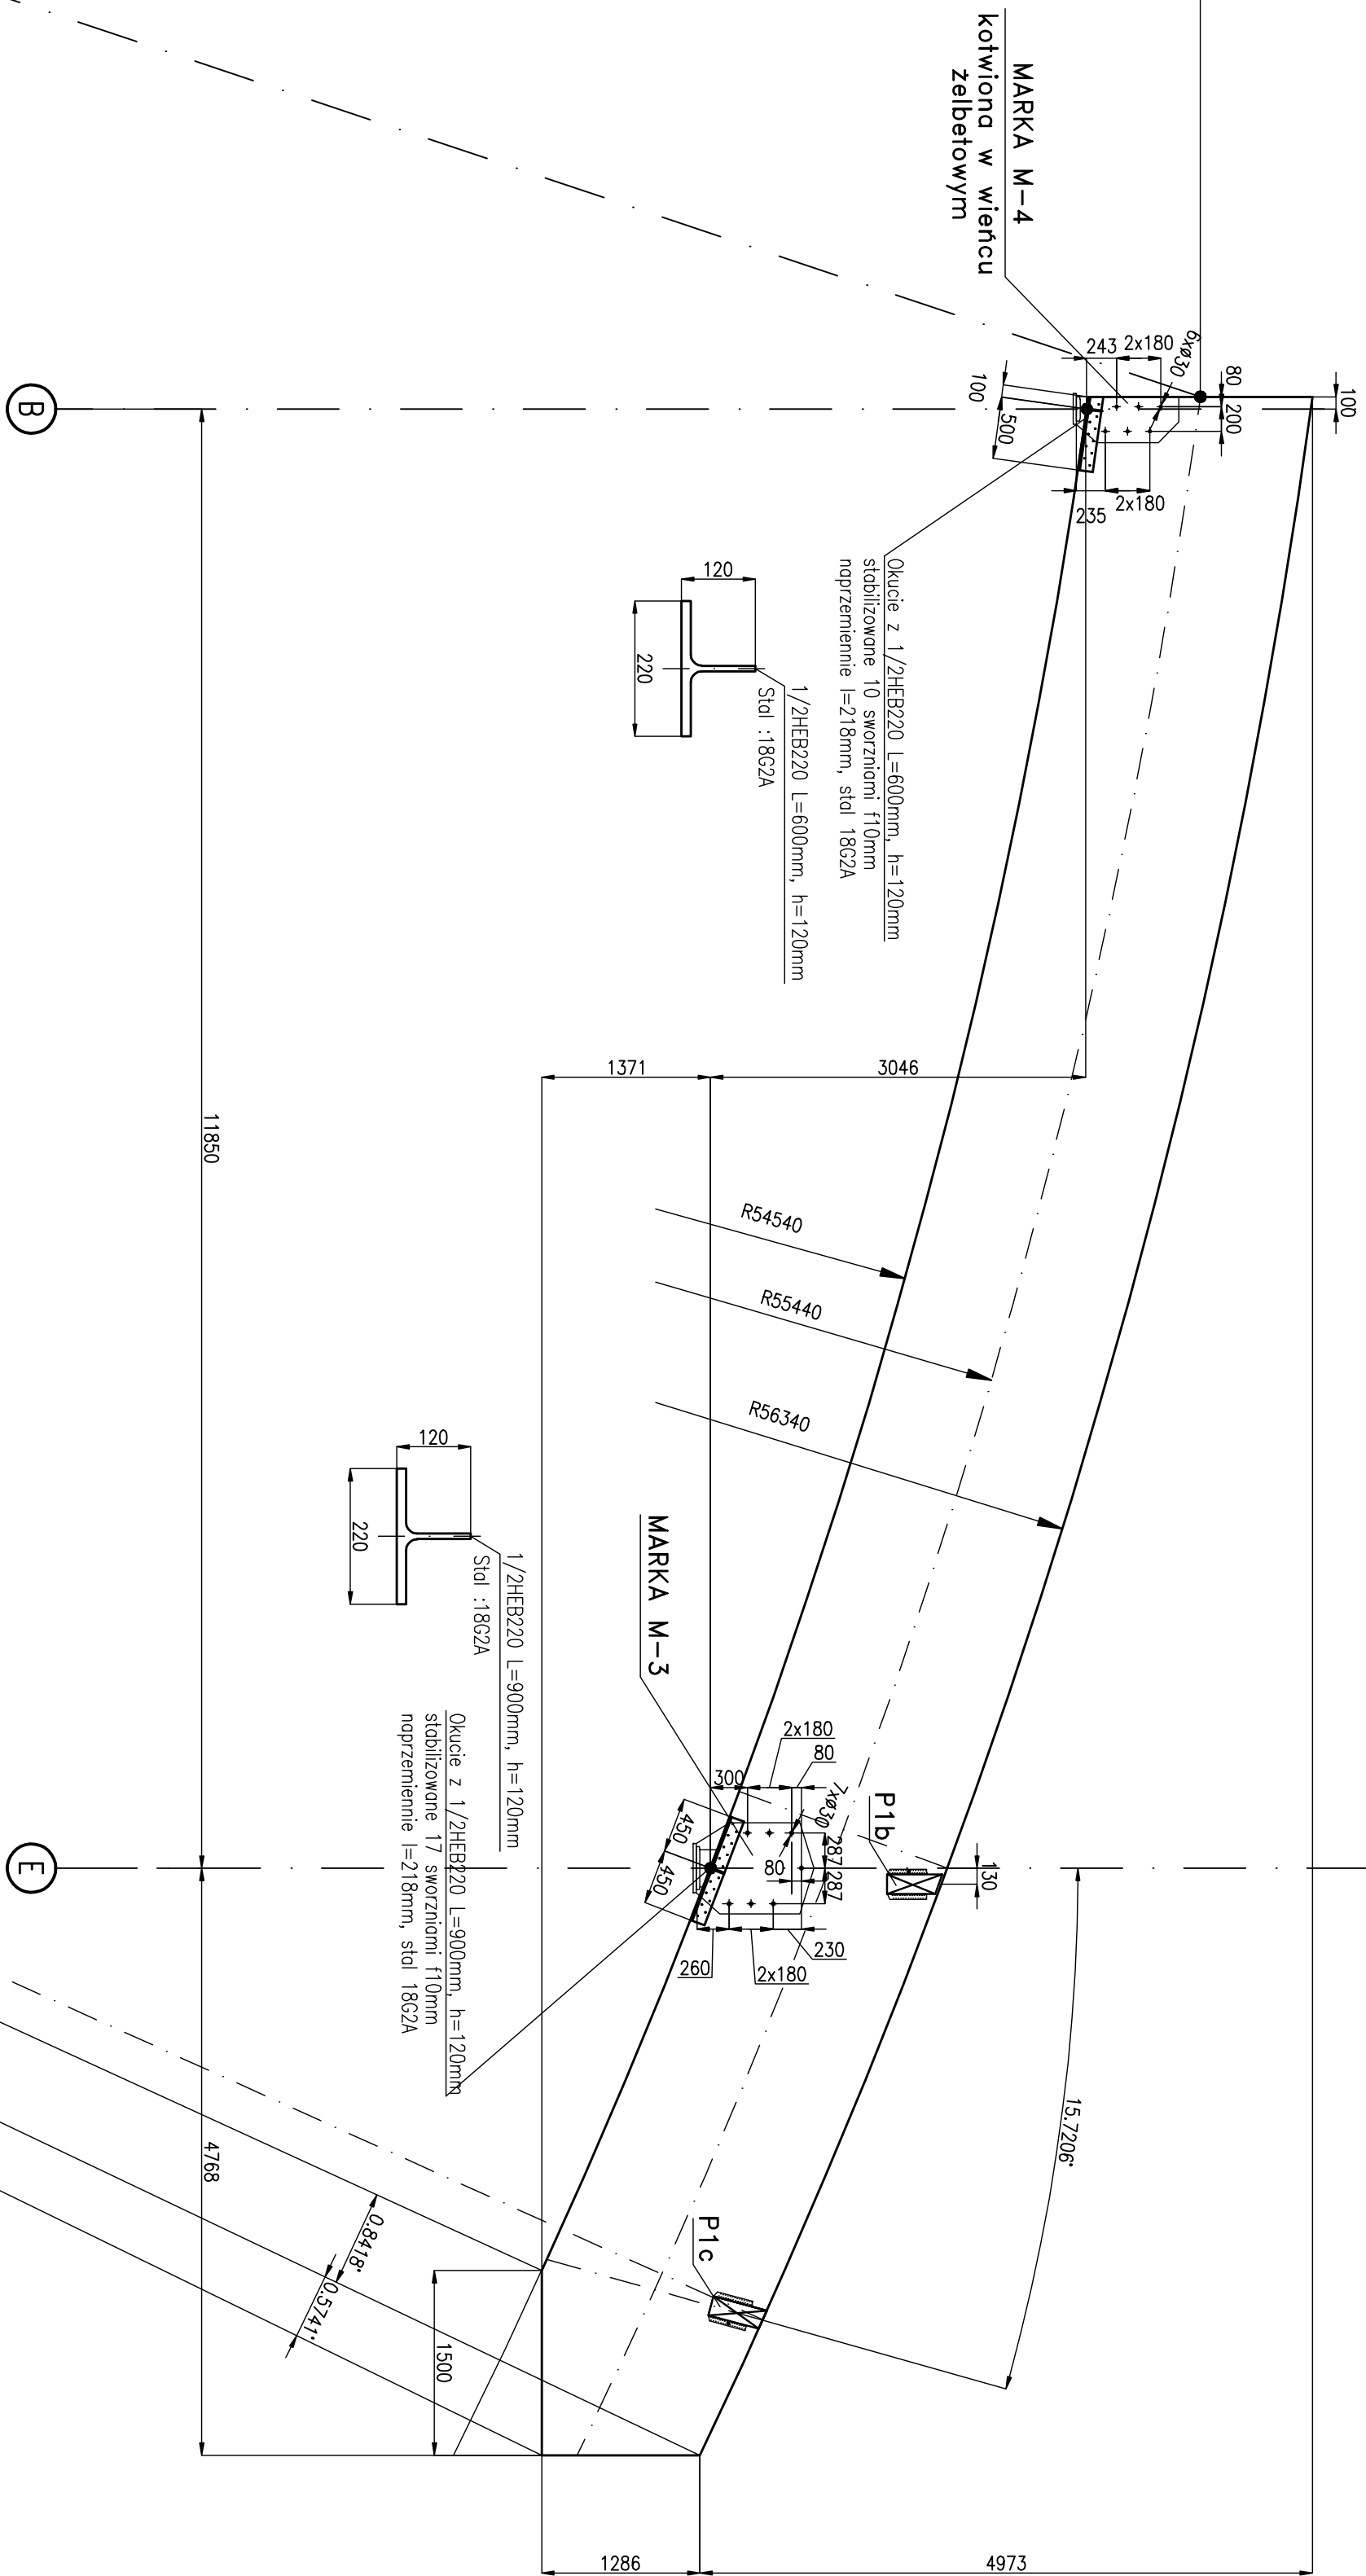 MARKA M-4
kotwiona w wieńcu
żelbetowym
100
80
200
6xø30
2x180
243
100
500
2x180
235
Okucie z 1/2HEB220 L=600mm, h=120mm
stabilizowane 10 sworzniami f10mm
naprzemiennie l=218mm, stal 18G2A
120
220
1/2HEB220 L=600mm, h=120mm
Stal :18G2A
B
11850
1371
3046
R54540
R55440
R56340
120
220
1/2HEB220 L=900mm, h=120mm
Stal :18G2A
Okucie z 1/2HEB220 L=900mm, h=120mm
stabilizowane 17 sworzniami f10mm
naprzemiennie l=218mm, stal 18G2A
MARKA M-3
2x180
80
300
7xø30
287
287
80
450
450
230
2x180
260
P1b
130
E
15.7206°
P1c
4768
0.8418°
0.5741°
1500
1286
4973